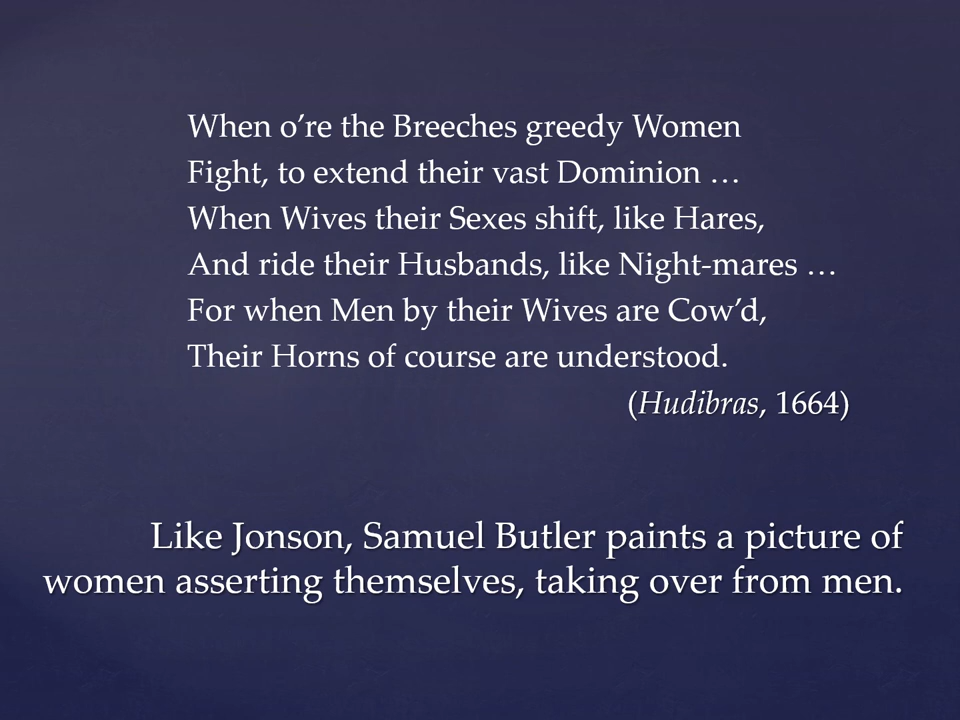 When o’re the Breeches greedy Women
Fight, to extend their vast Dominion …
When Wives their Sexes shift, like Hares,
And ride their Husbands, like Night-mares …
For when Men by their Wives are Cow’d,
Their Horns of course are understood.
(Hudibras, 1664)
Like Jonson, Samuel Butler paints a picture of
women asserting themselves, taking over from men.